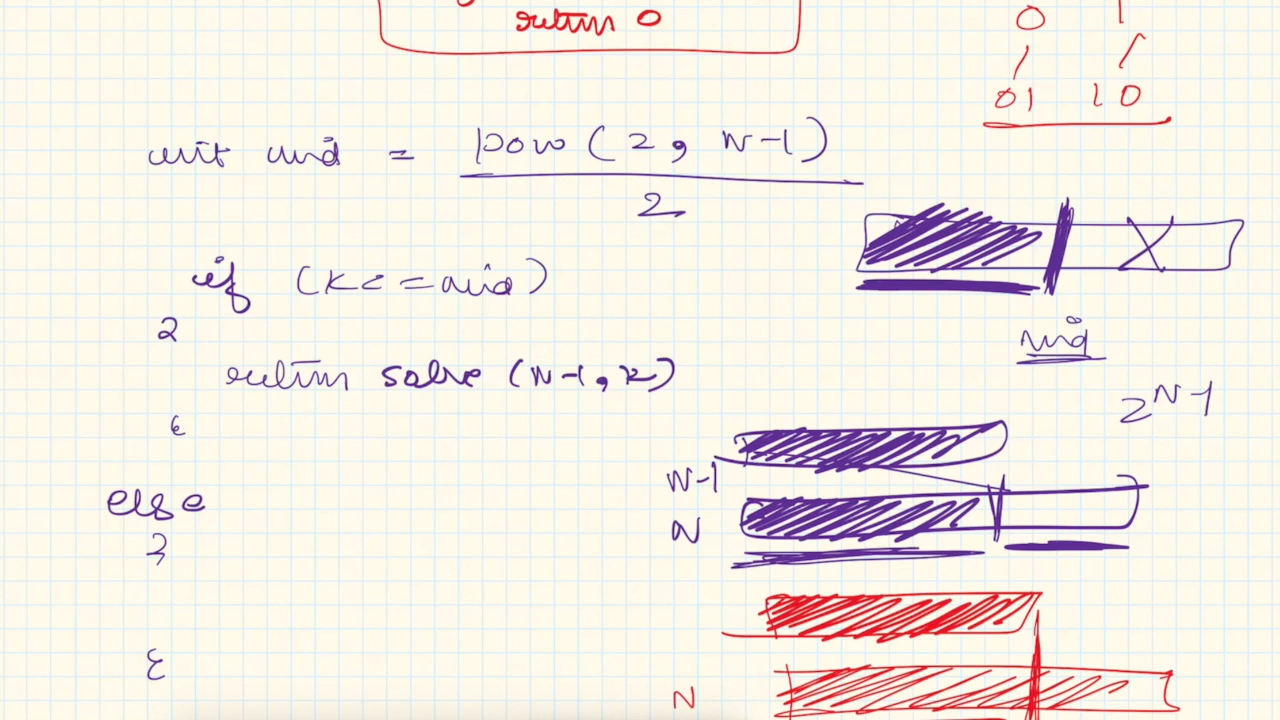 return 0
0 1
01 10
int mid = pow(2, N-1)
2
if (K<=mid)
{
mid
return solve (N-1, K)
2^N-1
}
N-1
else
N
{
}
N